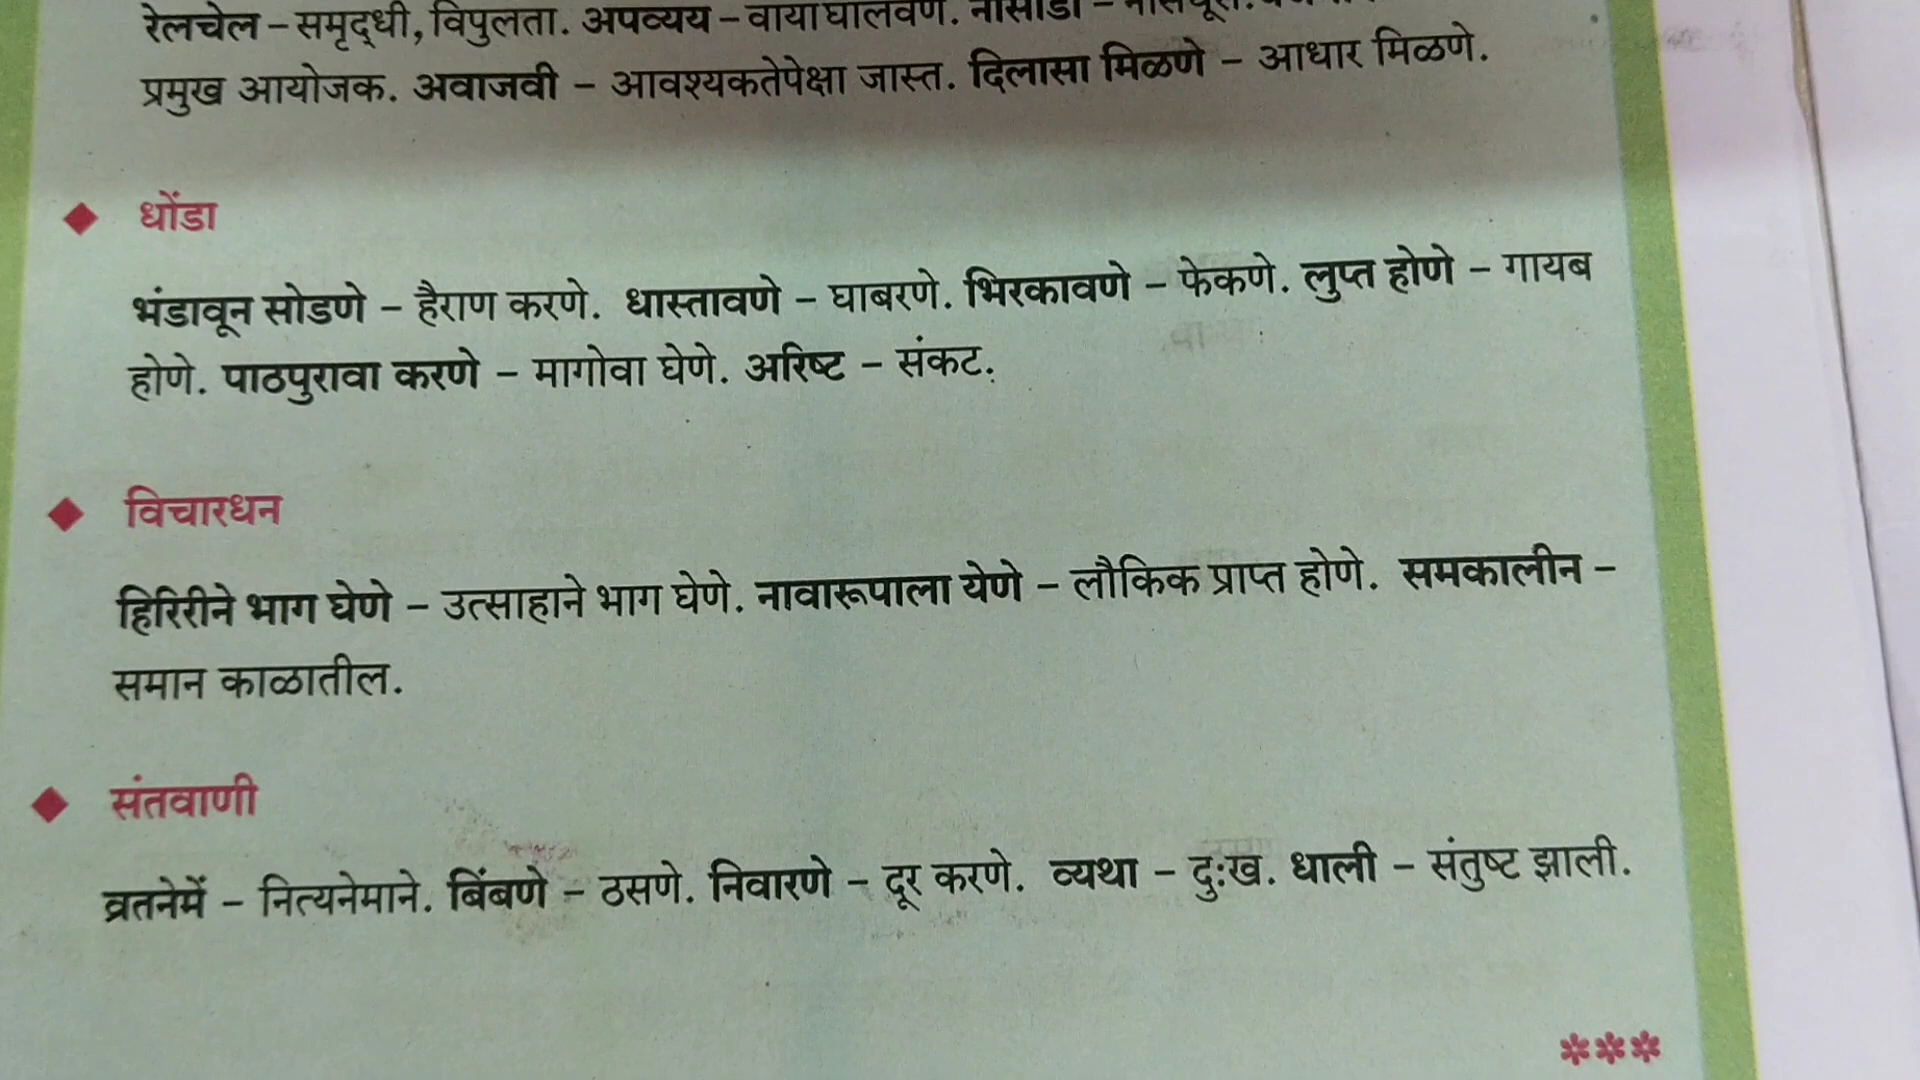 रेलचेल – समृद्धी, विपुलता. अपव्यय – वाया घालवणे.
प्रमुख आयोजक. अवाजवी – आवश्यकतेपेक्षा जास्त. दिलासा मिळणे – आधार मिळणे.
◆ धोंडा
भंडावून सोडणे – हैराण करणे. धास्तावणे – घाबरणे. भिरकावणे – फेकणे. लुप्त होणे – गायब
होणे. पाठपुरावा करणे – मागोवा घेणे. अरिष्ट – संकट.
◆ विचारधन
हिरिरीने भाग घेणे – उत्साहाने भाग घेणे. नावारूपाला येणे – लौकिक प्राप्त होणे. समकालीन –
समान काळातील.
◆ संतवाणी
व्रतनेमें – नित्यनेमाने. बिंबणे – ठसणे. निवारणे – दूर करणे. व्यथा – दुःख. धाली – संतुष्ट झाली.
***